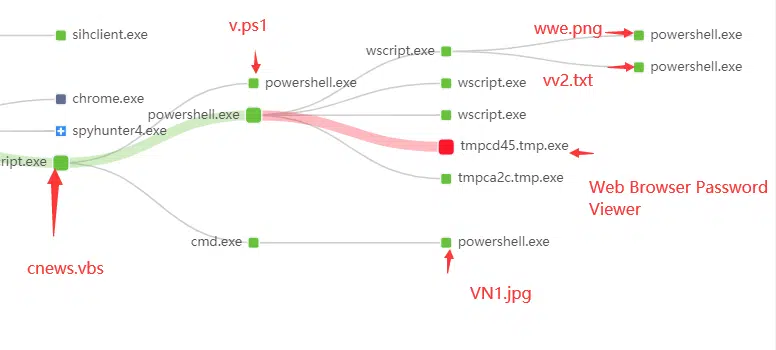 v.ps1
wwe.png
sihclient.exe
powershell.exe
wscript.exe
vv2.txt
powershell.exe
powershell.exe
wscript.exe
chrome.exe
powershell.exe
wscript.exe
spyhunter4.exe
tmpcd45.tmp.exe
ript.exe
tmpca2c.tmp.exe
Web Browser Password
Viewer
cmd.exe
powershell.exe
cnews.vbs
VN1.jpg